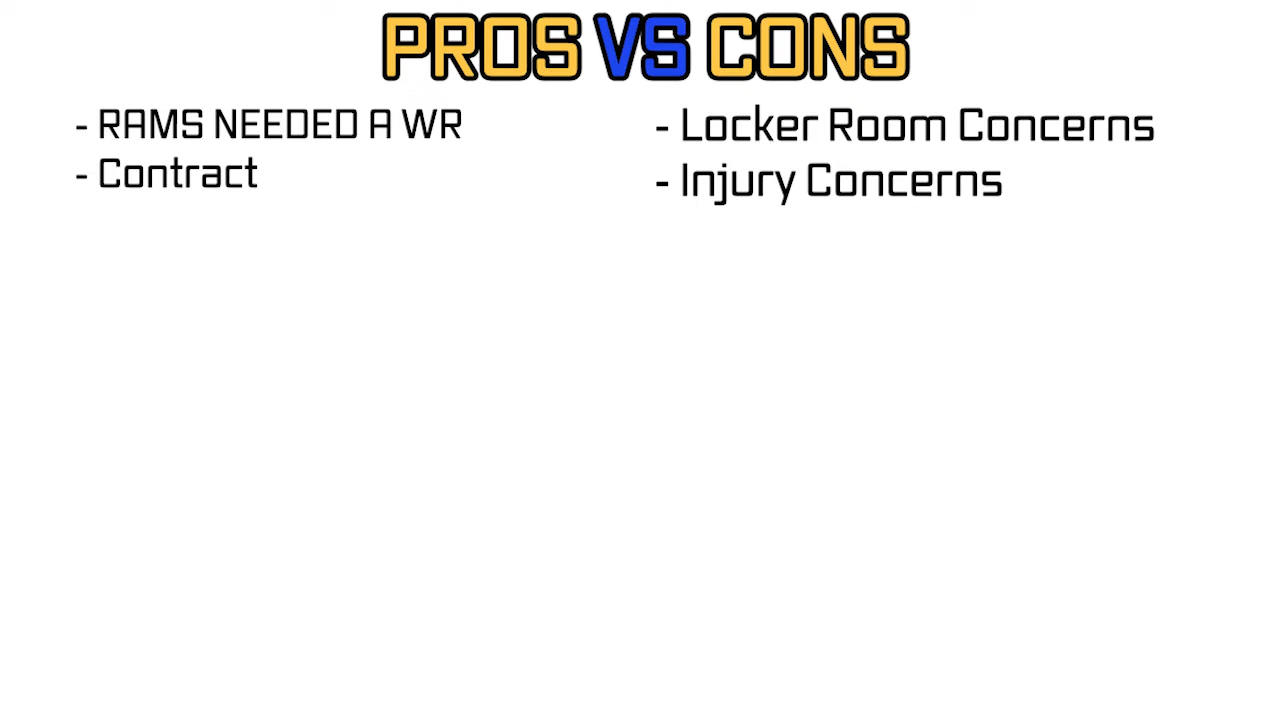 PROS VS CONS
- RAMS NEEDED A WR
- Contract
- Locker Room Concerns
- Injury Concerns